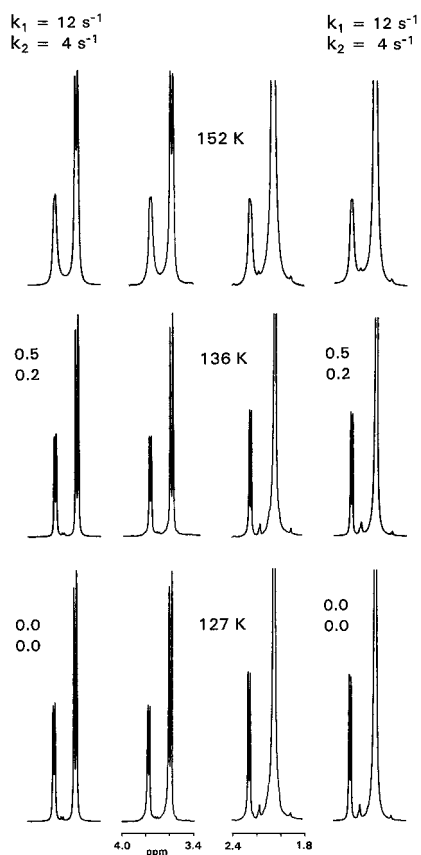 k₁ = 12 s⁻¹
k₂ = 4 s⁻¹
k₁ = 12 s⁻¹
k₂ = 4 s⁻¹
152 K
0.5
0.2
136 K
0.5
0.2
0.0
0.0
127 K
0.0
0.0
4.0 3.4 2.4 1.8
ppm